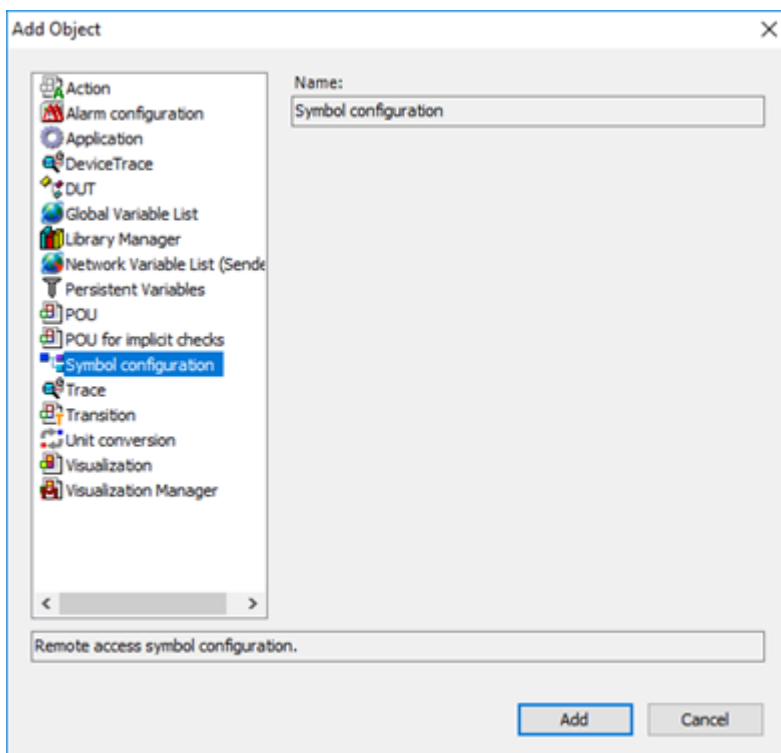 Add Object
Action
Alarm configuration
Application
DeviceTrace
DUT
Global Variable List
Library Manager
Network Variable List (Sende
Persistent Variables
POU
POU for implicit checks
Symbol configuration
Trace
Transition
Unit conversion
Visualization
Visualization Manager
Name:
Symbol configuration
Remote access symbol configuration.
Add
Cancel